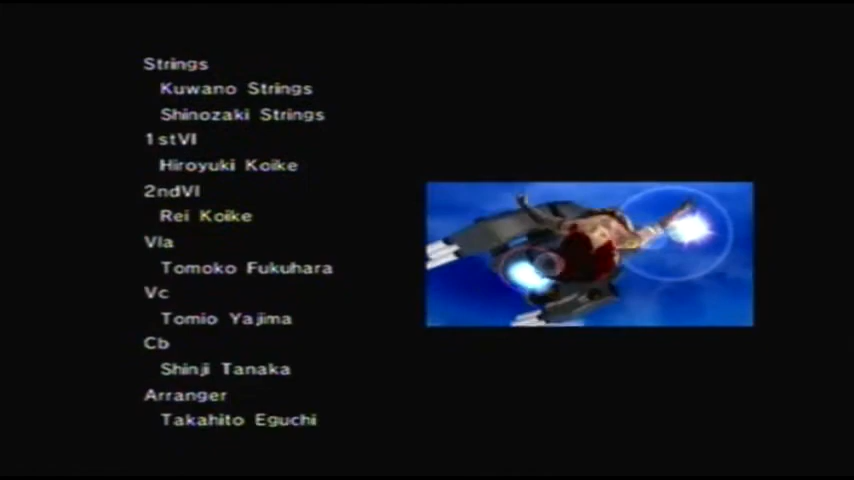 Strings
Kuwano Strings
Shinozaki Strings
1stVl
Hiroyuki Koike
2ndVl
Rei Koike
Vla
Tomoko Fukuhara
Vc
Tomio Yajima
Cb
Shinji Tanaka
Arranger
Takahito Eguchi